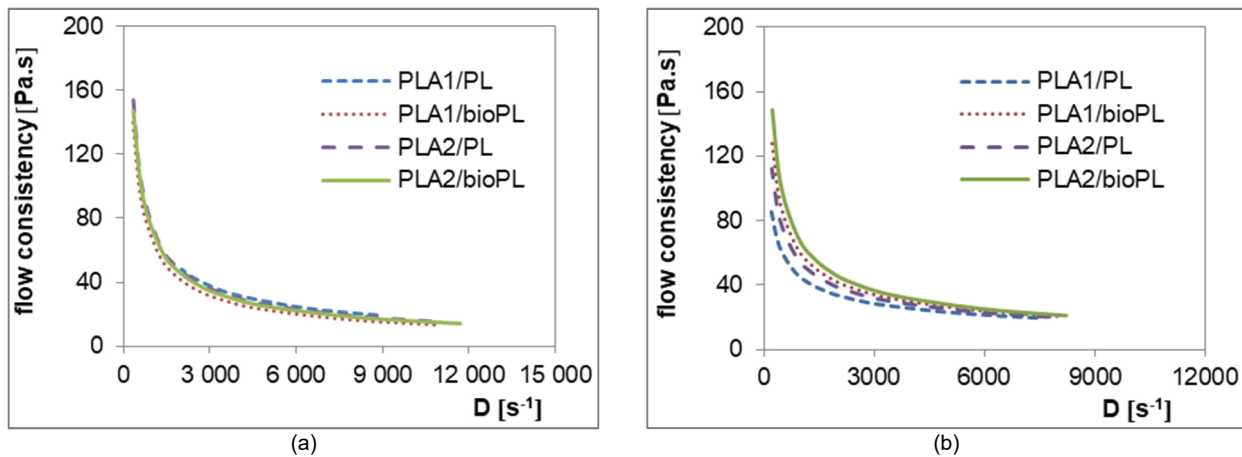 flow consistency [Pa.s]
200
160
120
80
40
0
PLA1/PL
PLA1/bioPL
PLA2/PL
PLA2/bioPL
0 3 000 6 000 9 000 12 000 15 000
D [s⁻¹]
(a)
flow consistency [Pa.s]
200
160
120
80
40
0
PLA1/PL
PLA1/bioPL
PLA2/PL
PLA2/bioPL
0 3000 6000 9000 12000
D [s⁻¹]
(b)